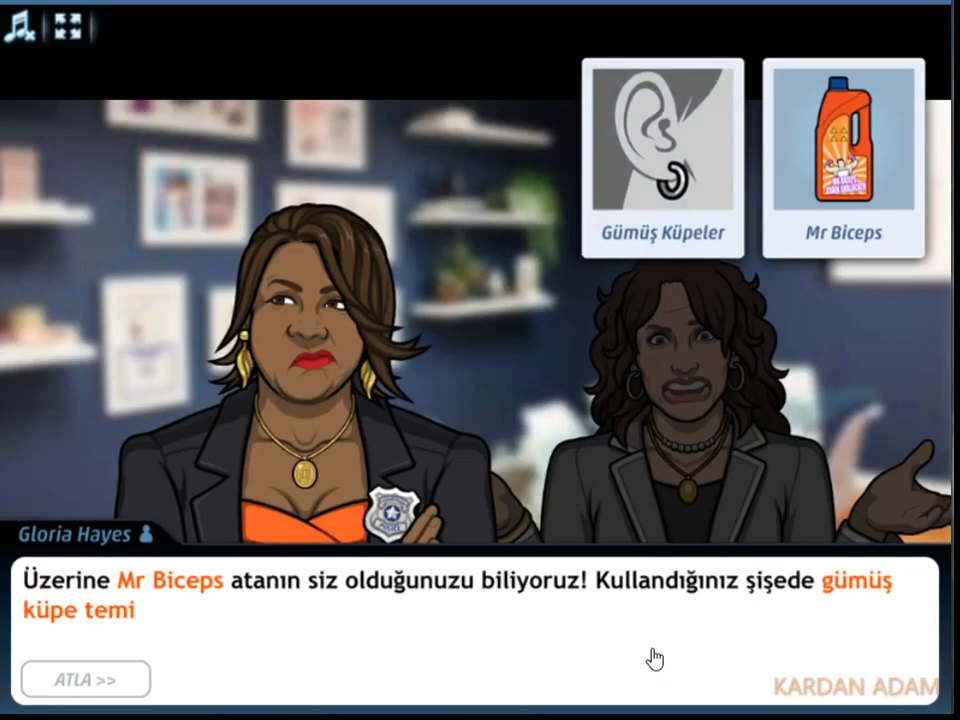 Gümüş Küpeler
Mr Biceps
Gloria Hayes
Üzerine Mr Biceps atanın siz olduğunuzu biliyoruz! Kullandığınız şişede gümüş
küpe temi
ATLA >>
KARDAN ADAM